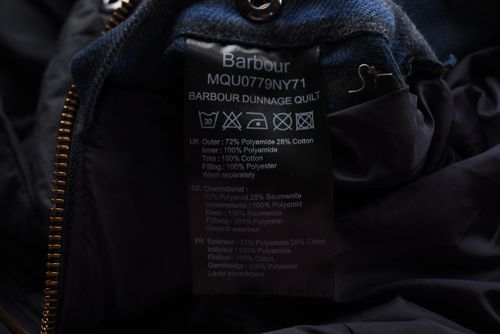 Barbour
MQU0779NY71
BARBOUR DUNNAGE QUILT
30
UK Outer : 72% Polyamide 28% Cotton
Inner : 100% Polyamide
Trim : 100% Cotton
Filling : 100% Polyester
Wash separately
DE: Obermaterial :
72% Polyamid 28% Baumwolle
Innenmaterial : 100% Polyamid
Besatz : 100% Baumwolle
Füllung : 100% Polyester
Separat waschen
FR: Extérieur : 72% Polyamide 28% Coton
Intérieur : 100% Polyamide
Finition : 100% Coton
Garnissage : 100% Polyester
Laver séparément